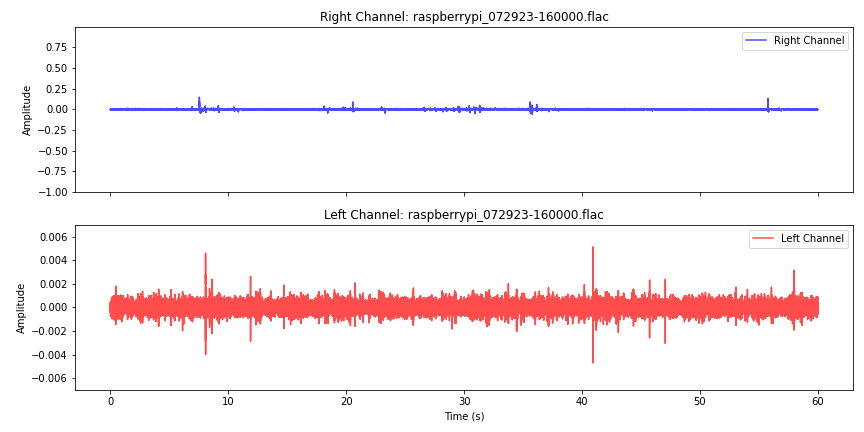 Right Channel: raspberrypi_072923-160000.flac
Right Channel
0.75
0.50
0.25
0.00
−0.25
−0.50
−0.75
−1.00
Amplitude
Left Channel: raspberrypi_072923-160000.flac
Left Channel
0.006
0.004
0.002
0.000
−0.002
−0.004
−0.006
Amplitude
0 10 20 30 40 50 60
Time (s)